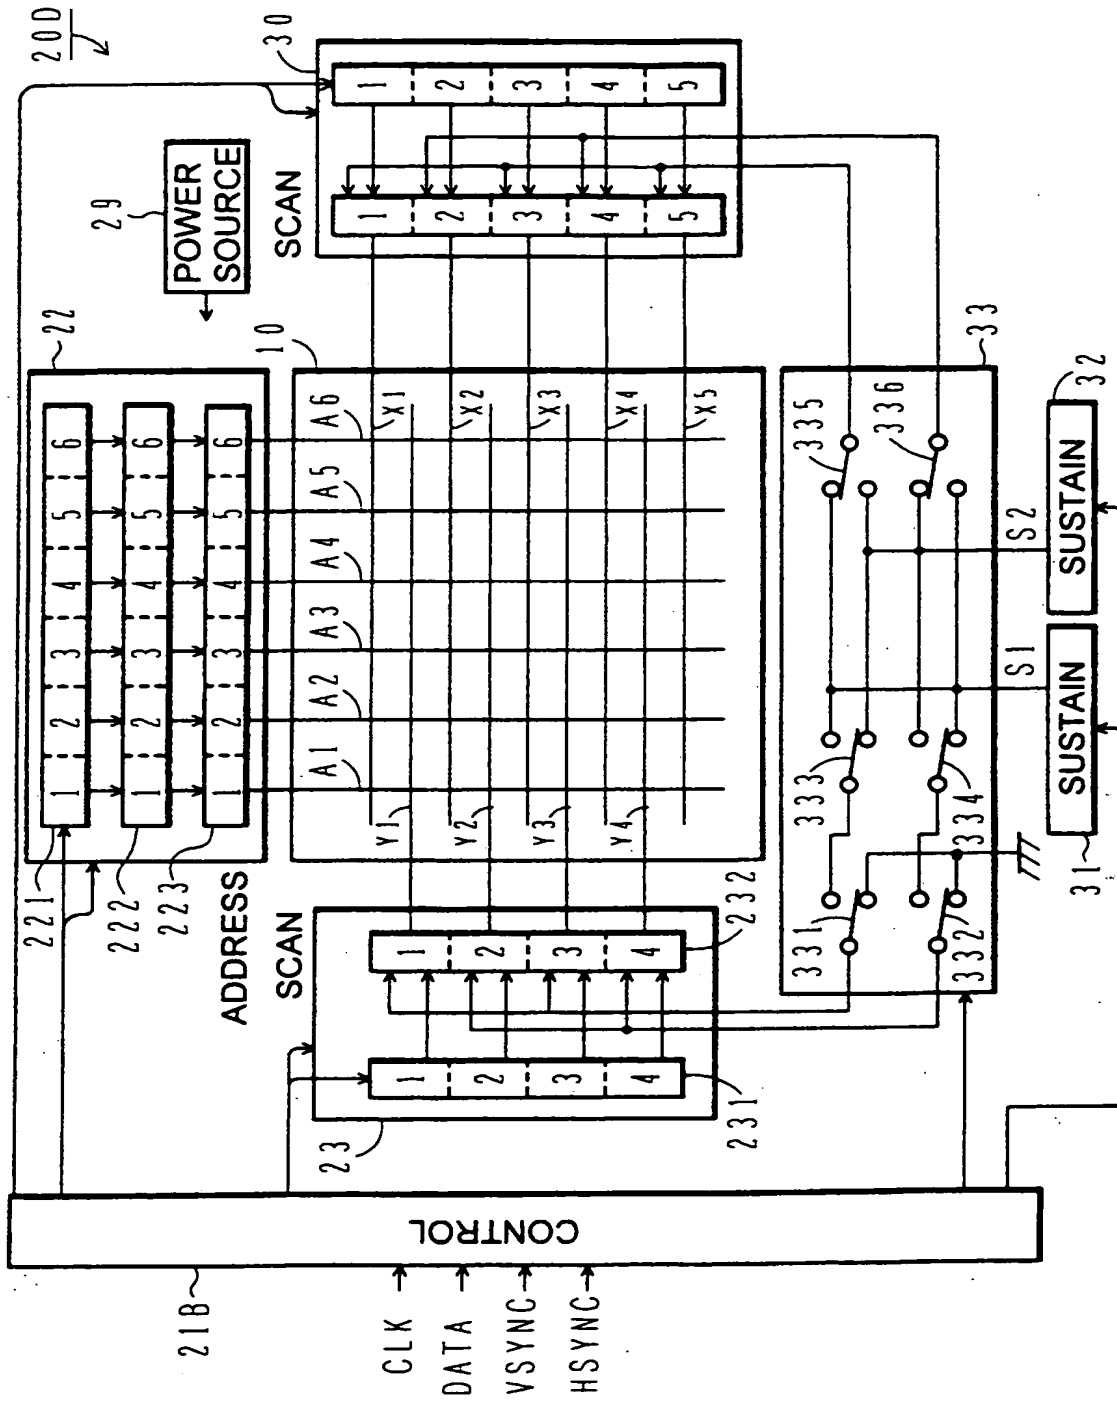 20D
29
POWER
SOURCE
30
SCAN
1 2 3 4 5
1 2 3 4 5
22
221
1 2 3 4 5 6
222
1 2 3 4 5 6
223
1 2 3 4 5 6
ADDRESS
10
A1 A2 A3 A4 A5 A6
X1
X2
X3
X4
X5
Y1
Y2
Y3
Y4
SCAN
23
231
1 2 3 4
232
1 2 3 4
33
331
332
333
334
335
336
S1
S2
31
SUSTAIN
32
SUSTAIN
CONTROL
21B
CLK
DATA
VSYNC
HSYNC